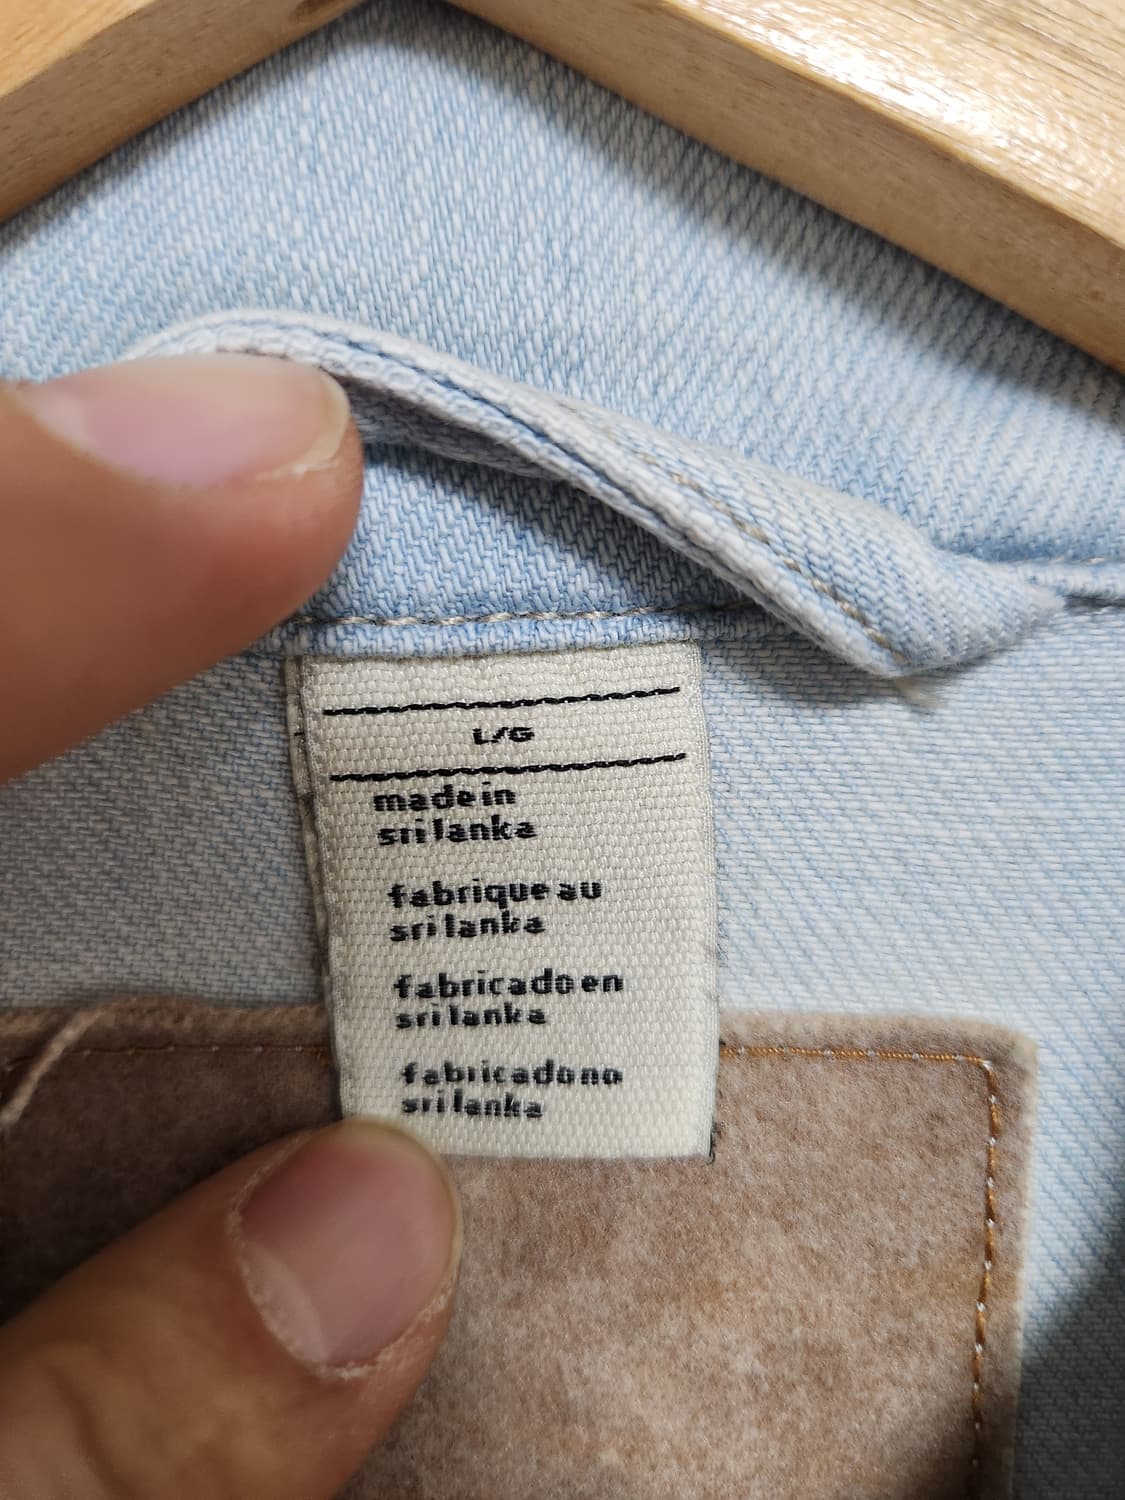 L/G
made in
sri lanka
fabrique au
sri lanka
fabricado en
sri lanka
fabricado no
sri lanka